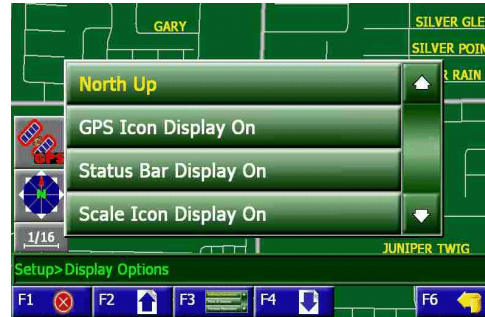 GARY
SILVER GLE
SILVER POIN
R RAIN
North Up
GPS Icon Display On
Status Bar Display On
Scale Icon Display On
GPS
N
1/16
JUNIPER TWIG
Setup>Display Options
F1 F2 F3 F4 F6